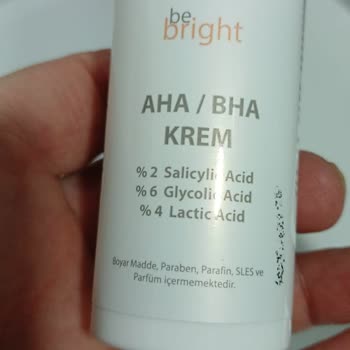 be
bright
AHA / BHA
KREM
%2 Salicylic Acid
%6 Glycolic Acid
%4 Lactic Acid
Boyar Madde, Paraben, Parafin, SLES ve
Parfüm içermemektedir.